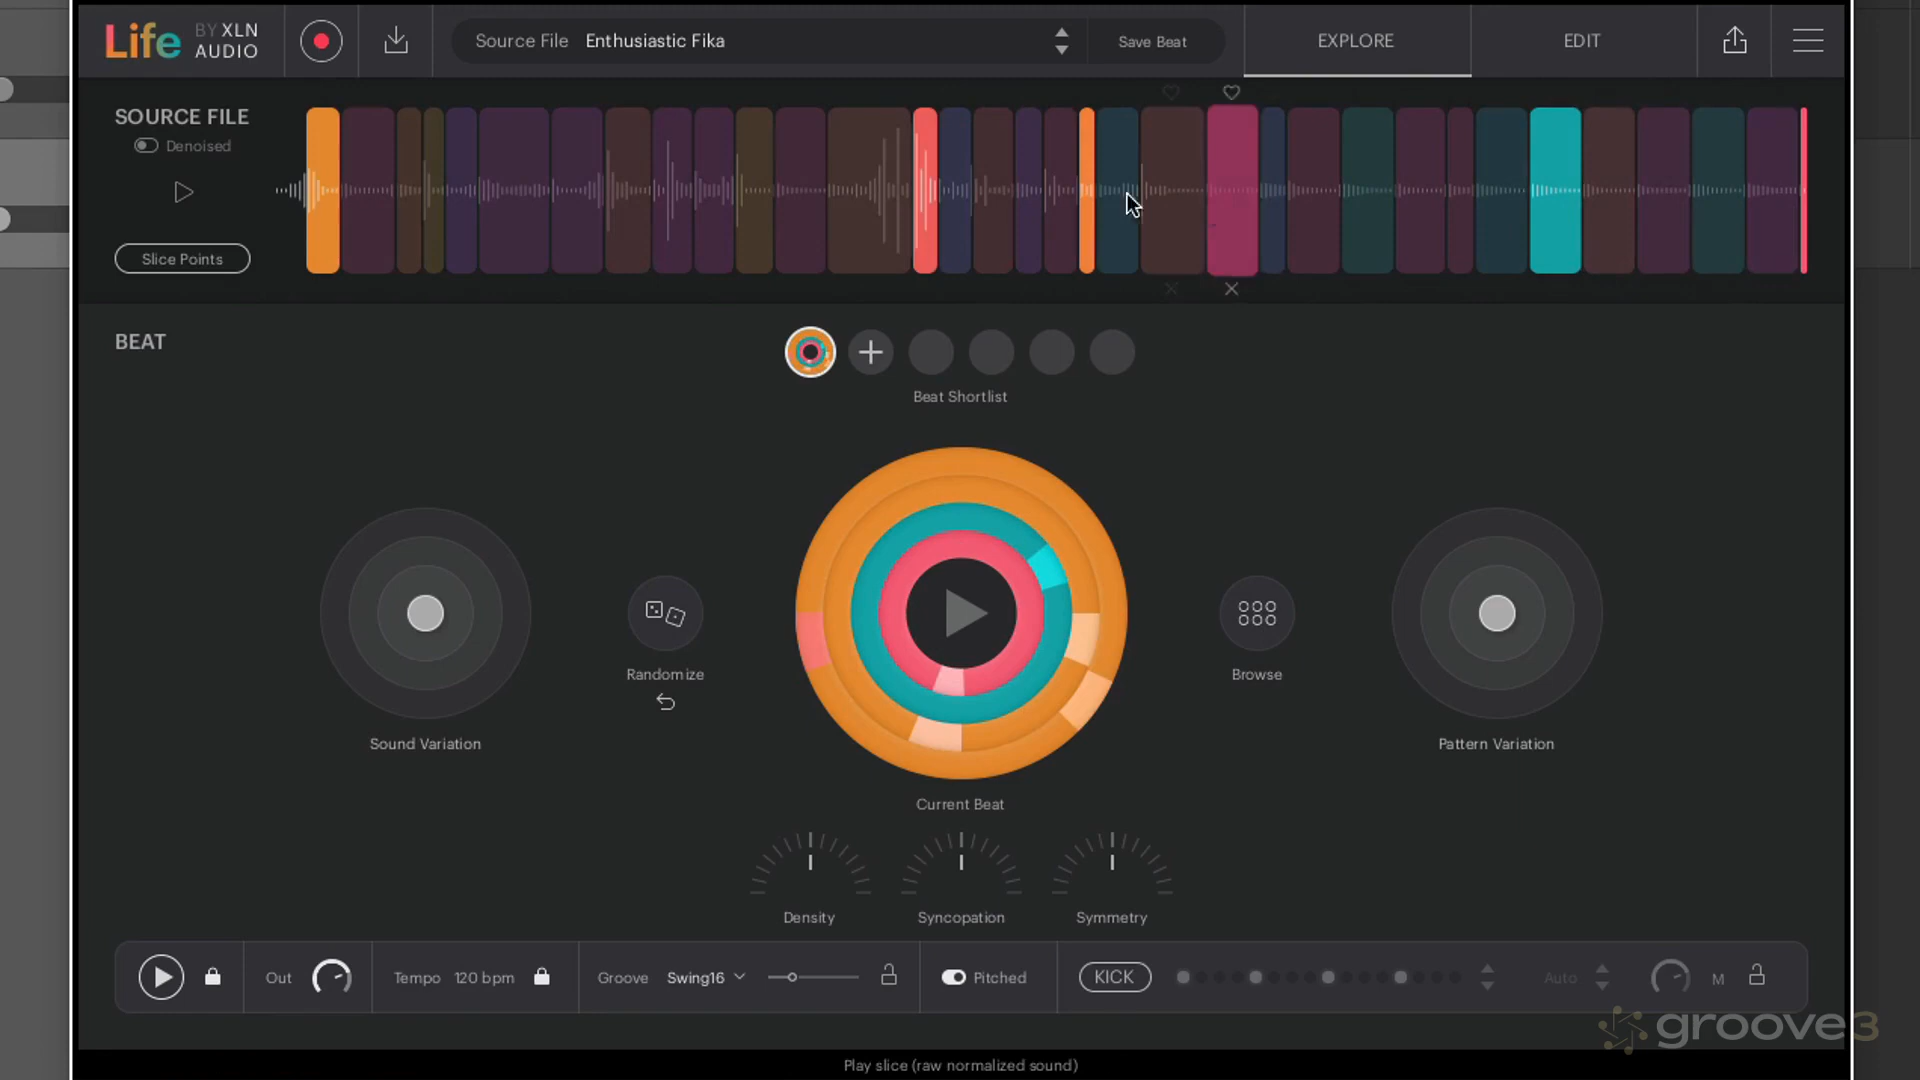 Life BY XLN AUDIO
Source File Enthusiastic Fika
Save Beat
EXPLORE
EDIT
SOURCE FILE
Denoised
Slice Points
BEAT
Beat Shortlist
Randomize
Browse
Sound Variation
Pattern Variation
Current Beat
Density
Syncopation
Symmetry
Out
Tempo 120 bpm
Groove Swing16
Pitched
KICK
Auto
M
groove3
Play slice (raw normalized sound)